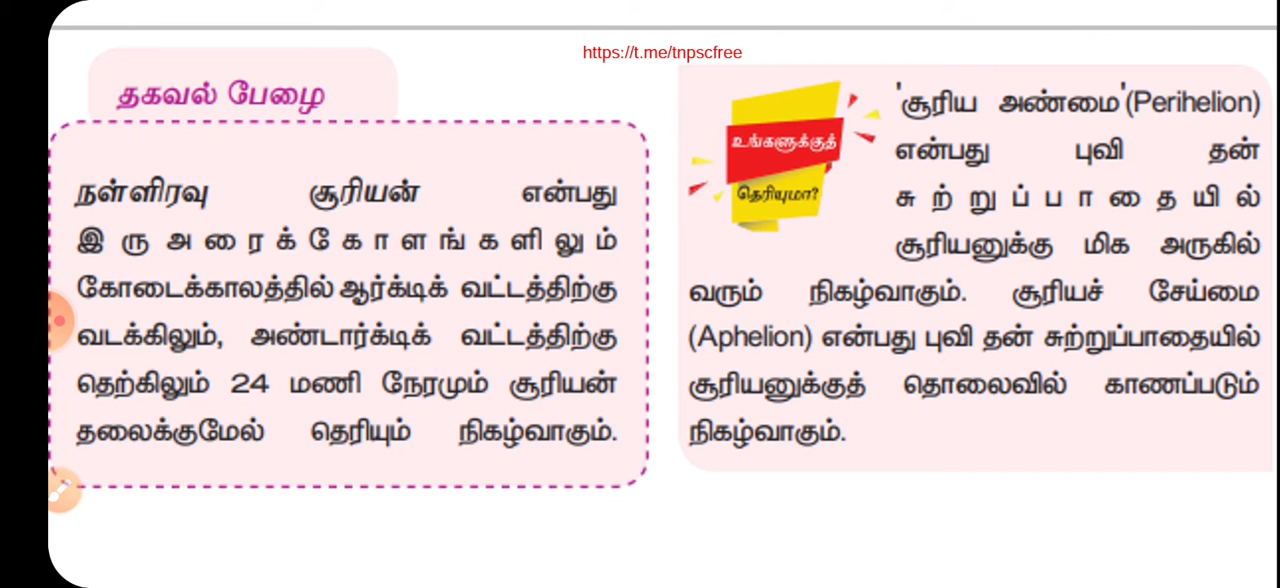 https://t.me/tnpscfree
தகவல் பேழை
நள்ளிரவு சூரியன் என்பது
இரு அரைக்கோளங்களிலும்
கோடைக்காலத்தில் ஆர்க்டிக் வட்டத்திற்கு
வடக்கிலும், அண்டார்க்டிக் வட்டத்திற்கு
தெற்கிலும் 24 மணி நேரமும் சூரியன்
தலைக்குமேல் தெரியும் நிகழ்வாகும்.
உங்களுக்குத்
தெரியுமா?
'சூரிய அண்மை'(Perihelion)
என்பது புவி தன்
சுற்றுப்பாதையில்
சூரியனுக்கு மிக அருகில்
வரும் நிகழ்வாகும். சூரியச் சேய்மை
(Aphelion) என்பது புவி தன் சுற்றுப்பாதையில்
சூரியனுக்குத் தொலைவில் காணப்படும்
நிகழ்வாகும்.